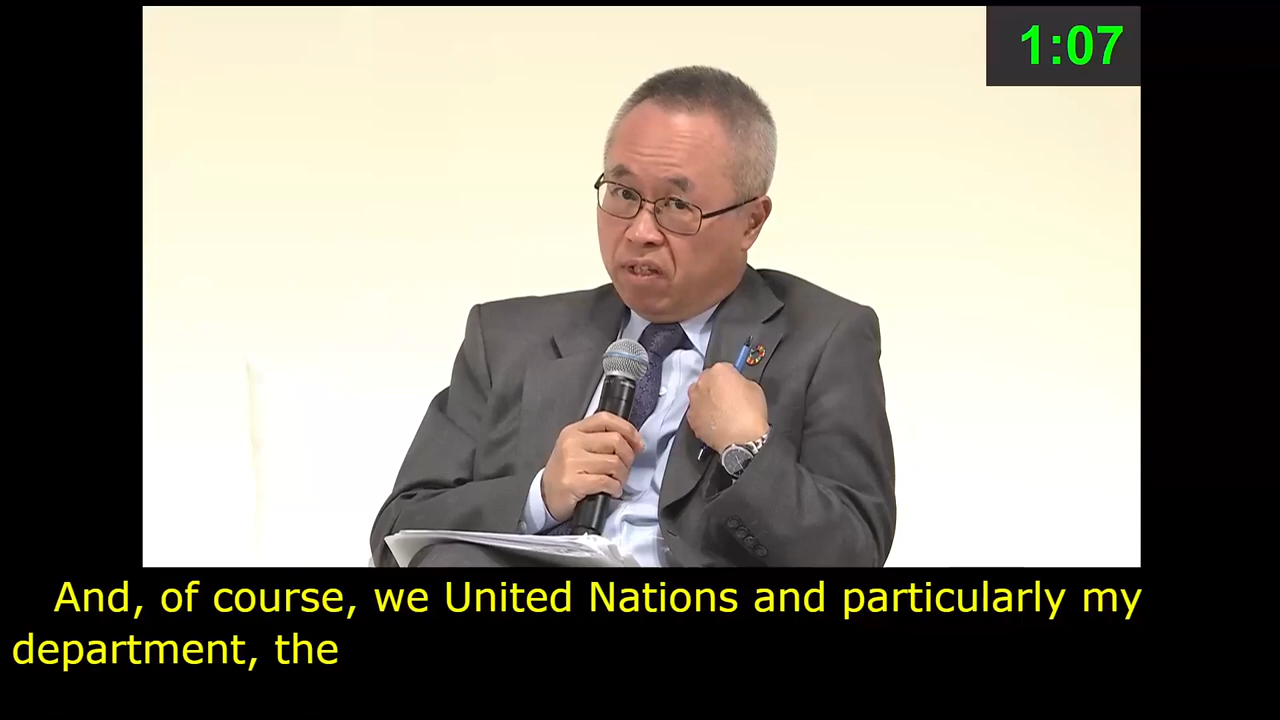 1:07
And, of course, we United Nations and particularly my
department, the